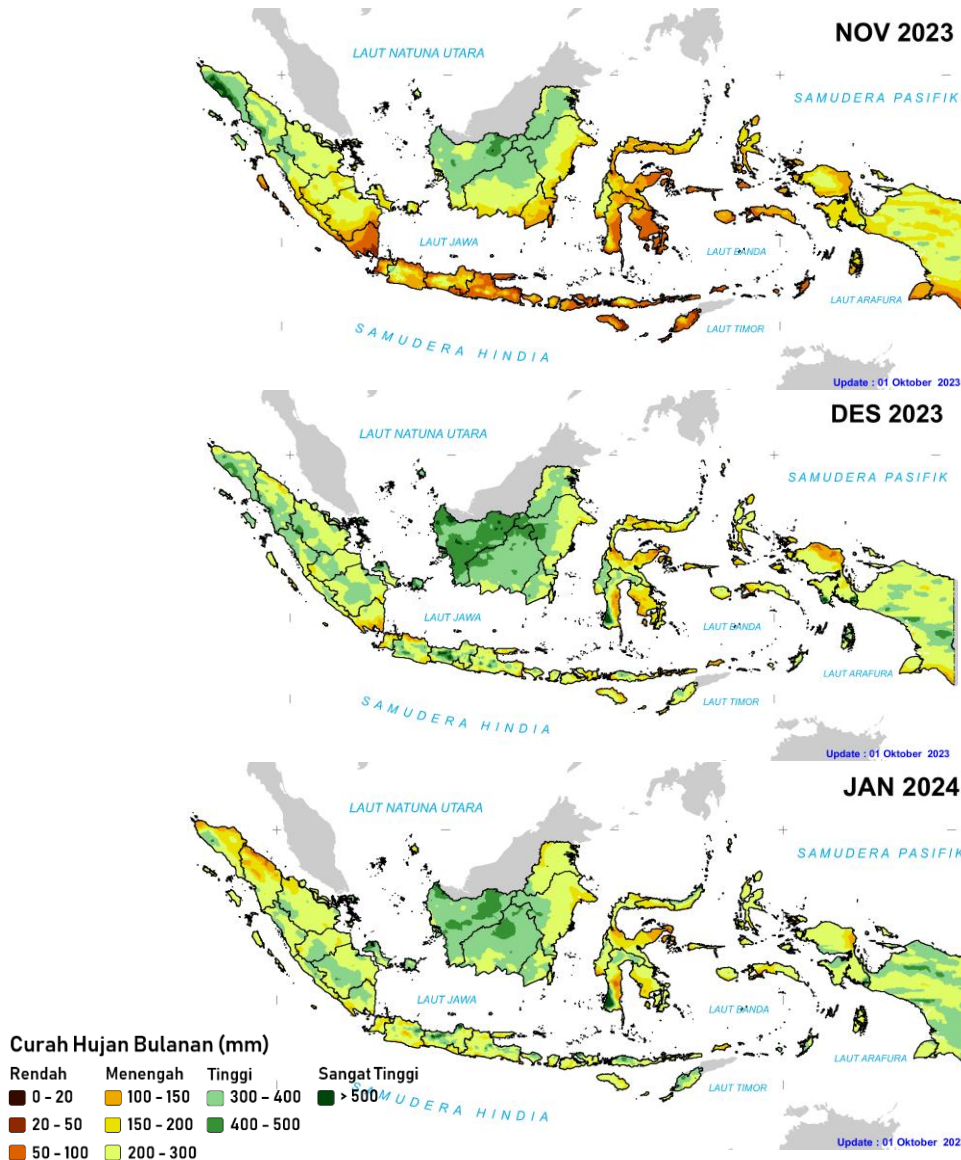 NOV 2023
LAUT NATUNA UTARA
SAMUDERA PASIFIK
LAUT JAWA
LAUT BANDA
LAUT ARAFURA
LAUT TIMOR
SAMUDERA HINDIA
Update : 01 Oktober 2023
DES 2023
LAUT NATUNA UTARA
SAMUDERA PASIFIK
LAUT JAWA
LAUT BANDA
LAUT ARAFURA
LAUT TIMOR
SAMUDERA HINDIA
Update : 01 Oktober 2023
JAN 2024
LAUT NATUNA UTARA
SAMUDERA PASIFIK
LAUT JAWA
LAUT BANDA
LAUT ARAFURA
LAUT TIMOR
SAMUDERA HINDIA
Update : 01 Oktober 202
Curah Hujan Bulanan (mm)
Rendah Menengah Tinggi Sangat Tinggi
0 - 20 100 - 150 300 - 400 > 500
20 - 50 150 - 200 400 - 500
50 - 100 200 - 300